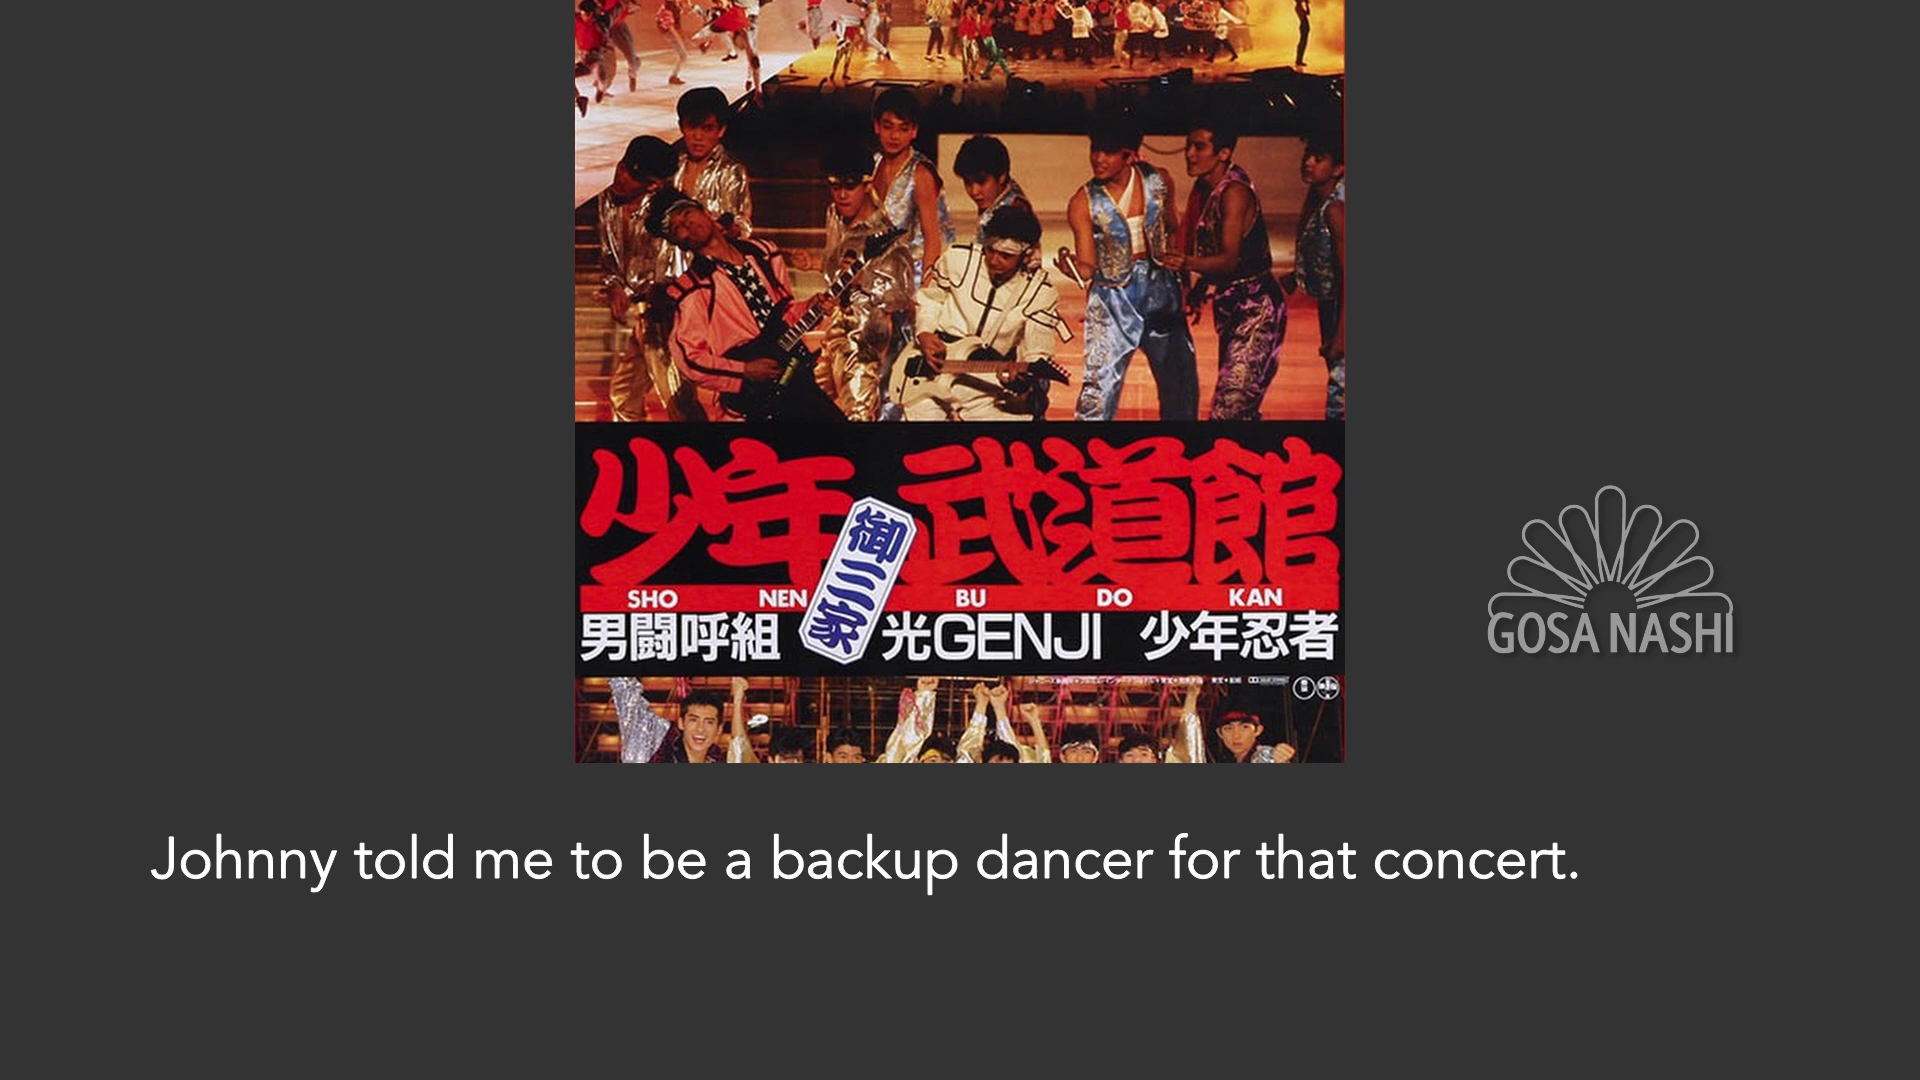 少年 武道館
御三家
SHO NEN BU DO KAN
男闘呼組 光GENJI 少年忍者
GOSA NASHI
Johnny told me to be a backup dancer for that concert.